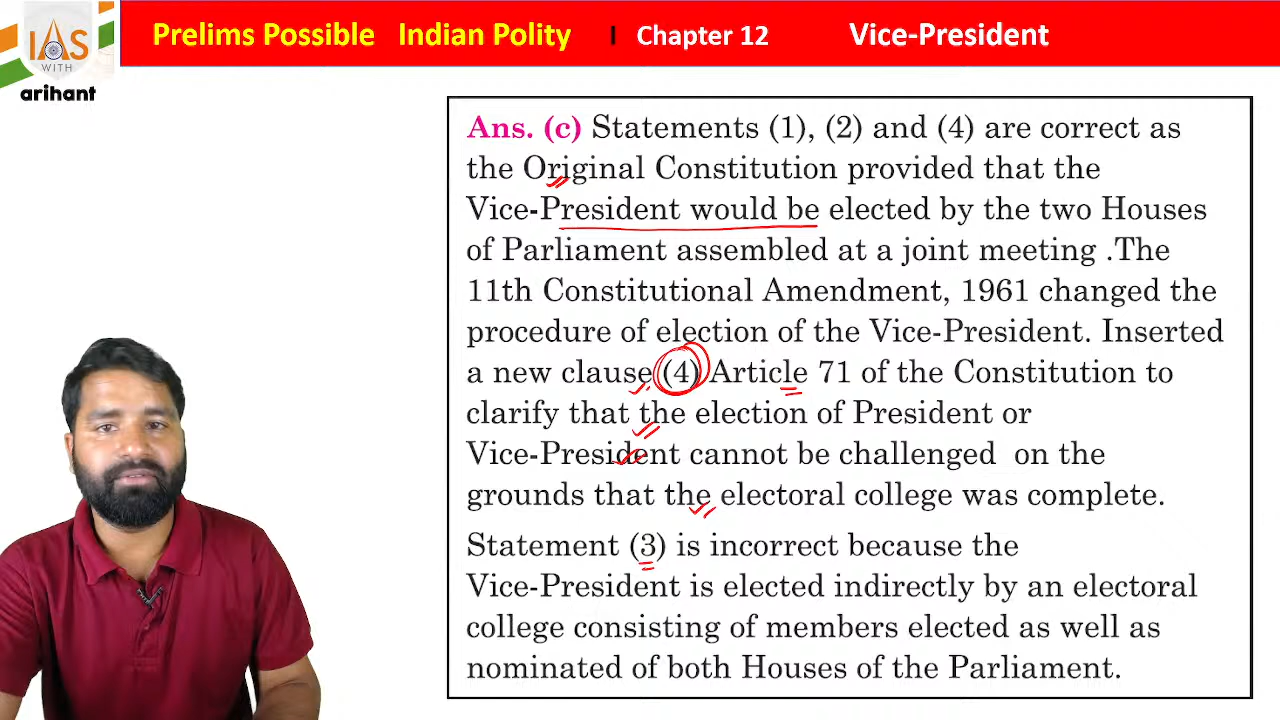 IAS
WITH
arihant
Prelims Possible Indian Polity | Chapter 12 Vice-President
Ans. (c) Statements (1), (2) and (4) are correct as
the Original Constitution provided that the
Vice-President would be elected by the two Houses
of Parliament assembled at a joint meeting .The
11th Constitutional Amendment, 1961 changed the
procedure of election of the Vice-President. Inserted
a new clause (4) Article 71 of the Constitution to
clarify that the election of President or
Vice-President cannot be challenged on the
grounds that the electoral college was complete.
Statement (3) is incorrect because the
Vice-President is elected indirectly by an electoral
college consisting of members elected as well as
nominated of both Houses of the Parliament.